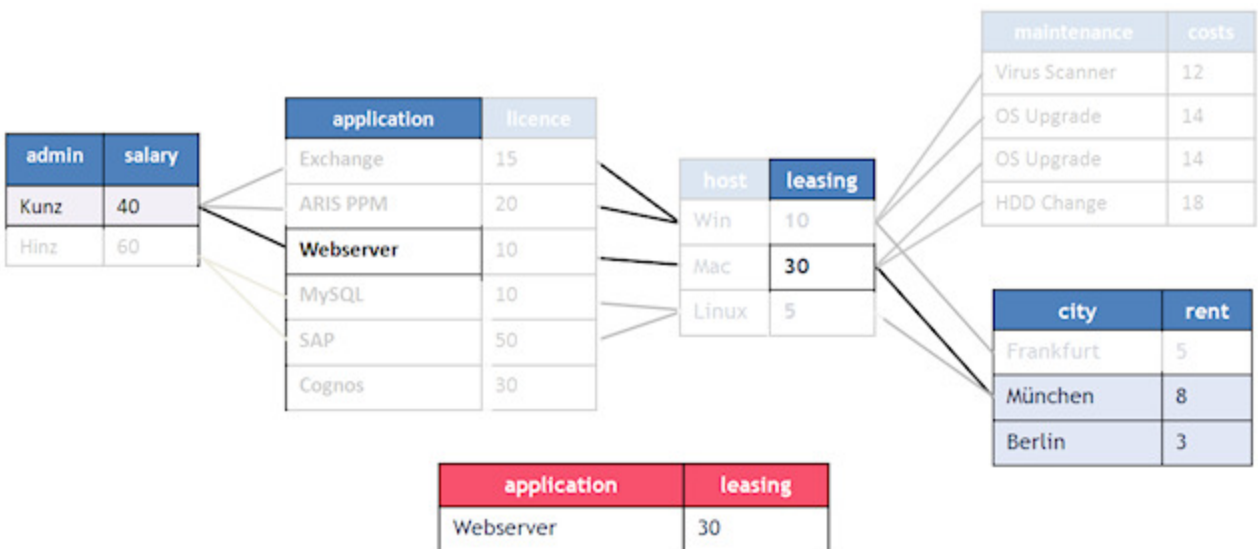 maintenance costs
Virus Scanner 12
OS Upgrade 14
OS Upgrade 14
HDD Change 18
application licence
Exchange 15
ARIS PPM 20
Webserver 10
MySQL 10
SAP 50
Cognos 30
admin salary
Kunz 40
Hinz 60
host leasing
Win 10
Mac 30
Linux 5
city rent
Frankfurt 5
München 8
Berlin 3
application leasing
Webserver 30